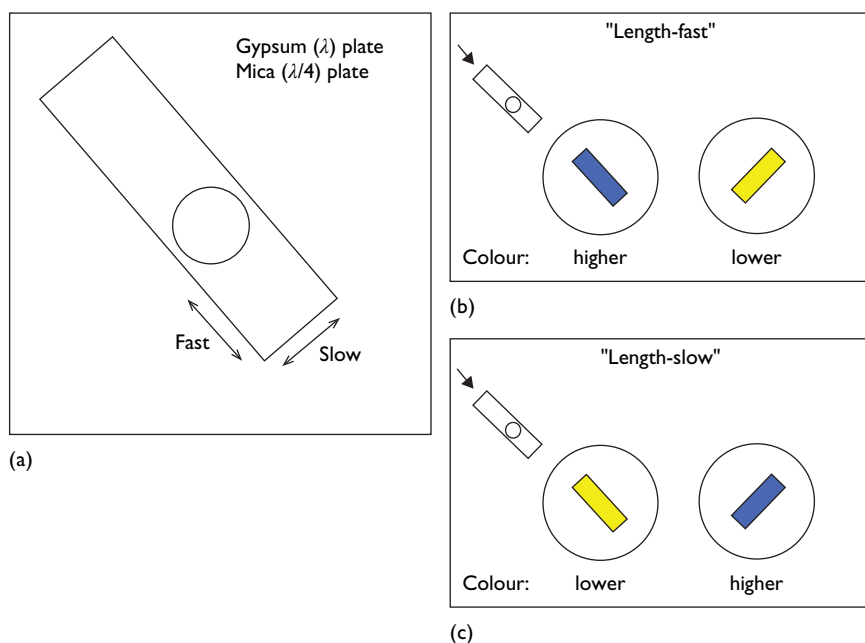 Gypsum (λ) plate
Mica (λ/4) plate
Fast
Slow
(a)
"Length-fast"
Colour: higher lower
(b)
"Length-slow"
Colour: lower higher
(c)